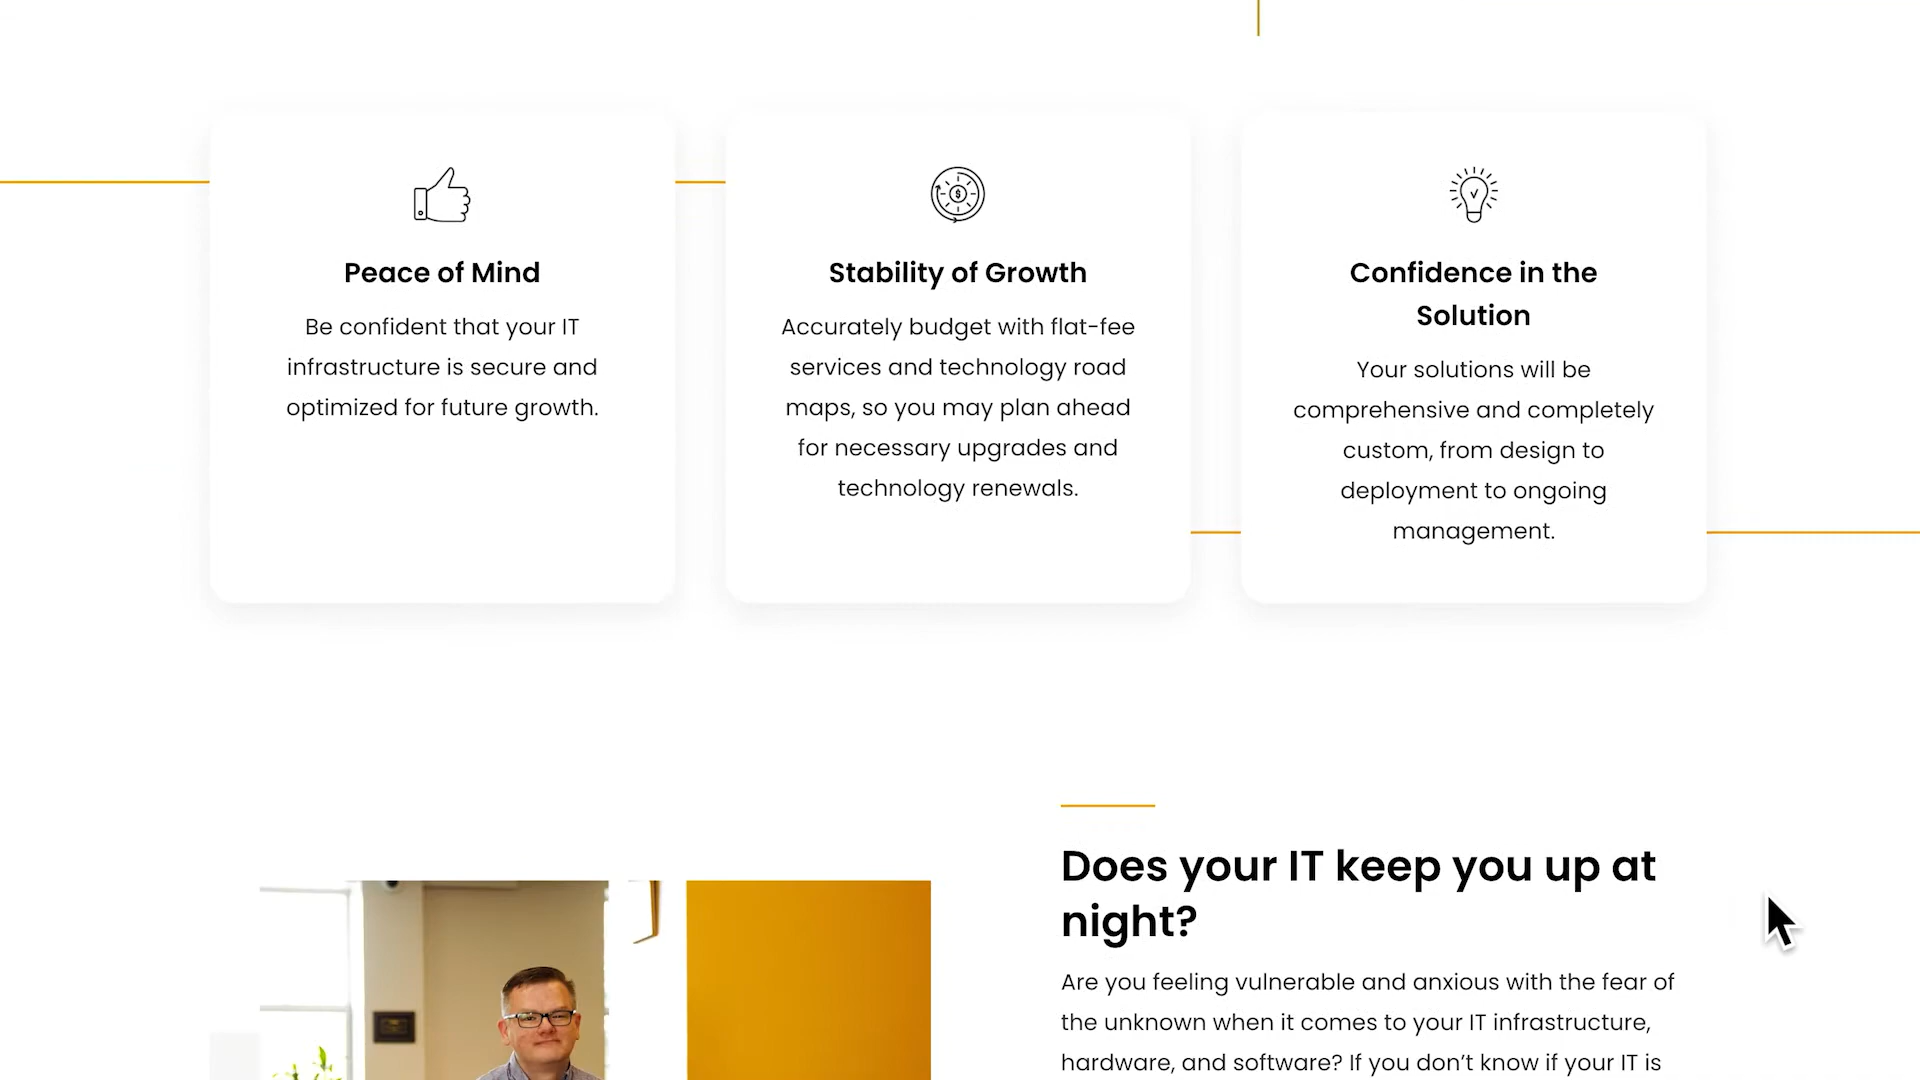 Peace of Mind
Be confident that your IT
infrastructure is secure and
optimized for future growth.
Stability of Growth
Accurately budget with flat-fee
services and technology road
maps, so you may plan ahead
for necessary upgrades and
technology renewals.
Confidence in the
Solution
Your solutions will be
comprehensive and completely
custom, from design to
deployment to ongoing
management.
Does your IT keep you up at
night?
Are you feeling vulnerable and anxious with the fear of
the unknown when it comes to your IT infrastructure,
hardware, and software? If you don’t know if your IT is